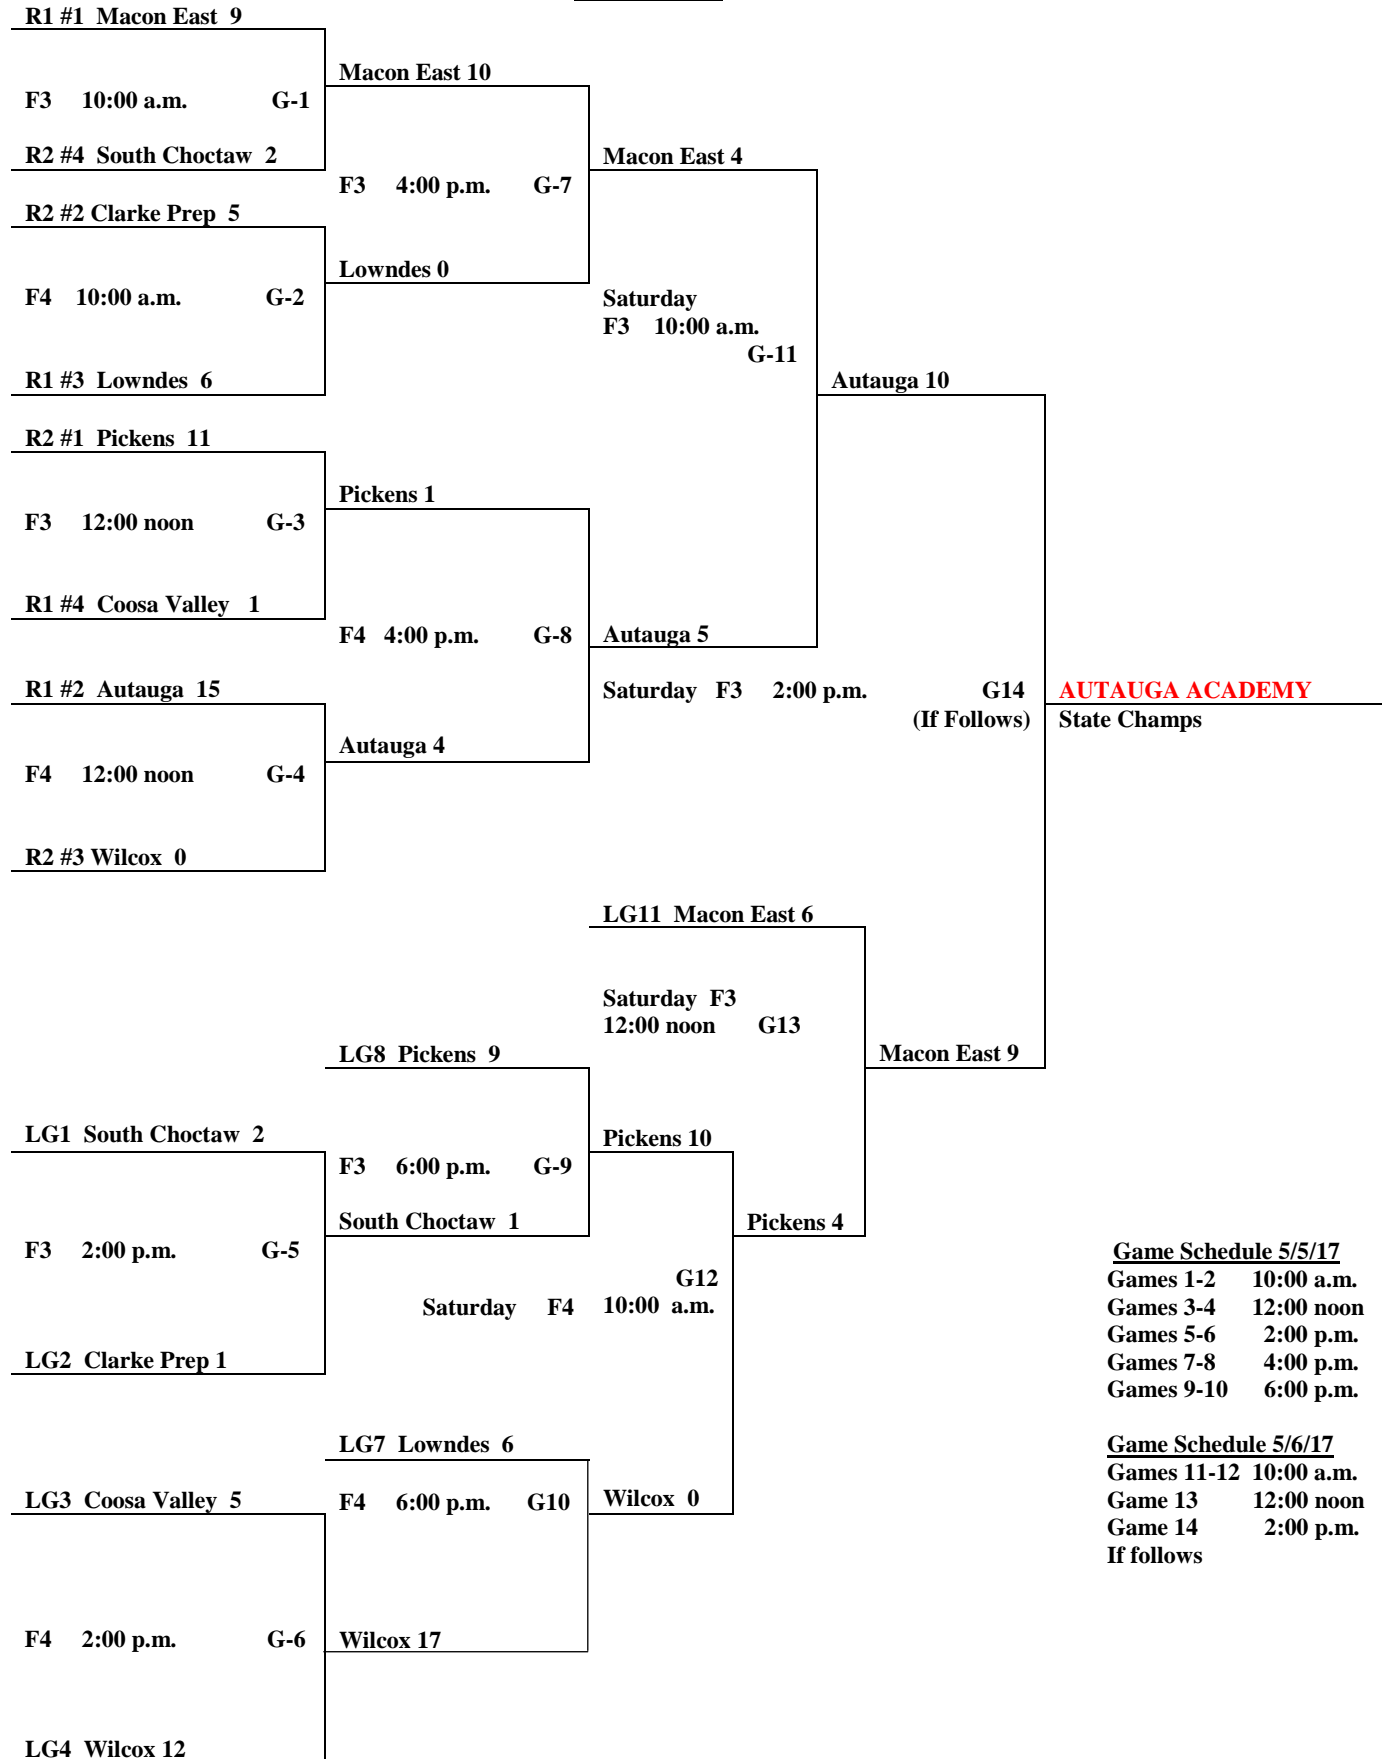 R1 #1 Macon East 9
Macon East 10
F3 10:00 a.m. G-1
R2 #4 South Choctaw 2
Macon East 4
F3 4:00 p.m. G-7
R2 #2 Clarke Prep 5
Lowndes 0
F4 10:00 a.m. G-2
Saturday
F3 10:00 a.m.
G-11
R1 #3 Lowndes 6
Autauga 10
R2 #1 Pickens 11
Pickens 1
F3 12:00 noon G-3
R1 #4 Coosa Valley 1
F4 4:00 p.m. G-8
Autauga 5
R1 #2 Autauga 15
Saturday F3 2:00 p.m. G14
(If Follows)
AUTAUGA ACADEMY
State Champs
Autauga 4
F4 12:00 noon G-4
R2 #3 Wilcox 0
LG11 Macon East 6
Saturday F3
12:00 noon G13
LG8 Pickens 9
Macon East 9
LG1 South Choctaw 2
Pickens 10
F3 6:00 p.m. G-9
South Choctaw 1
Pickens 4
F3 2:00 p.m. G-5
G12
Saturday F4 10:00 a.m.
LG2 Clarke Prep 1
LG7 Lowndes 6
LG3 Coosa Valley 5
F4 6:00 p.m. G10
Wilcox 0
F4 2:00 p.m. G-6
Wilcox 17
LG4 Wilcox 12
Game Schedule 5/5/17
Games 1-2 10:00 a.m.
Games 3-4 12:00 noon
Games 5-6 2:00 p.m.
Games 7-8 4:00 p.m.
Games 9-10 6:00 p.m.
Game Schedule 5/6/17
Games 11-12 10:00 a.m.
Game 13 12:00 noon
Game 14 2:00 p.m.
If follows